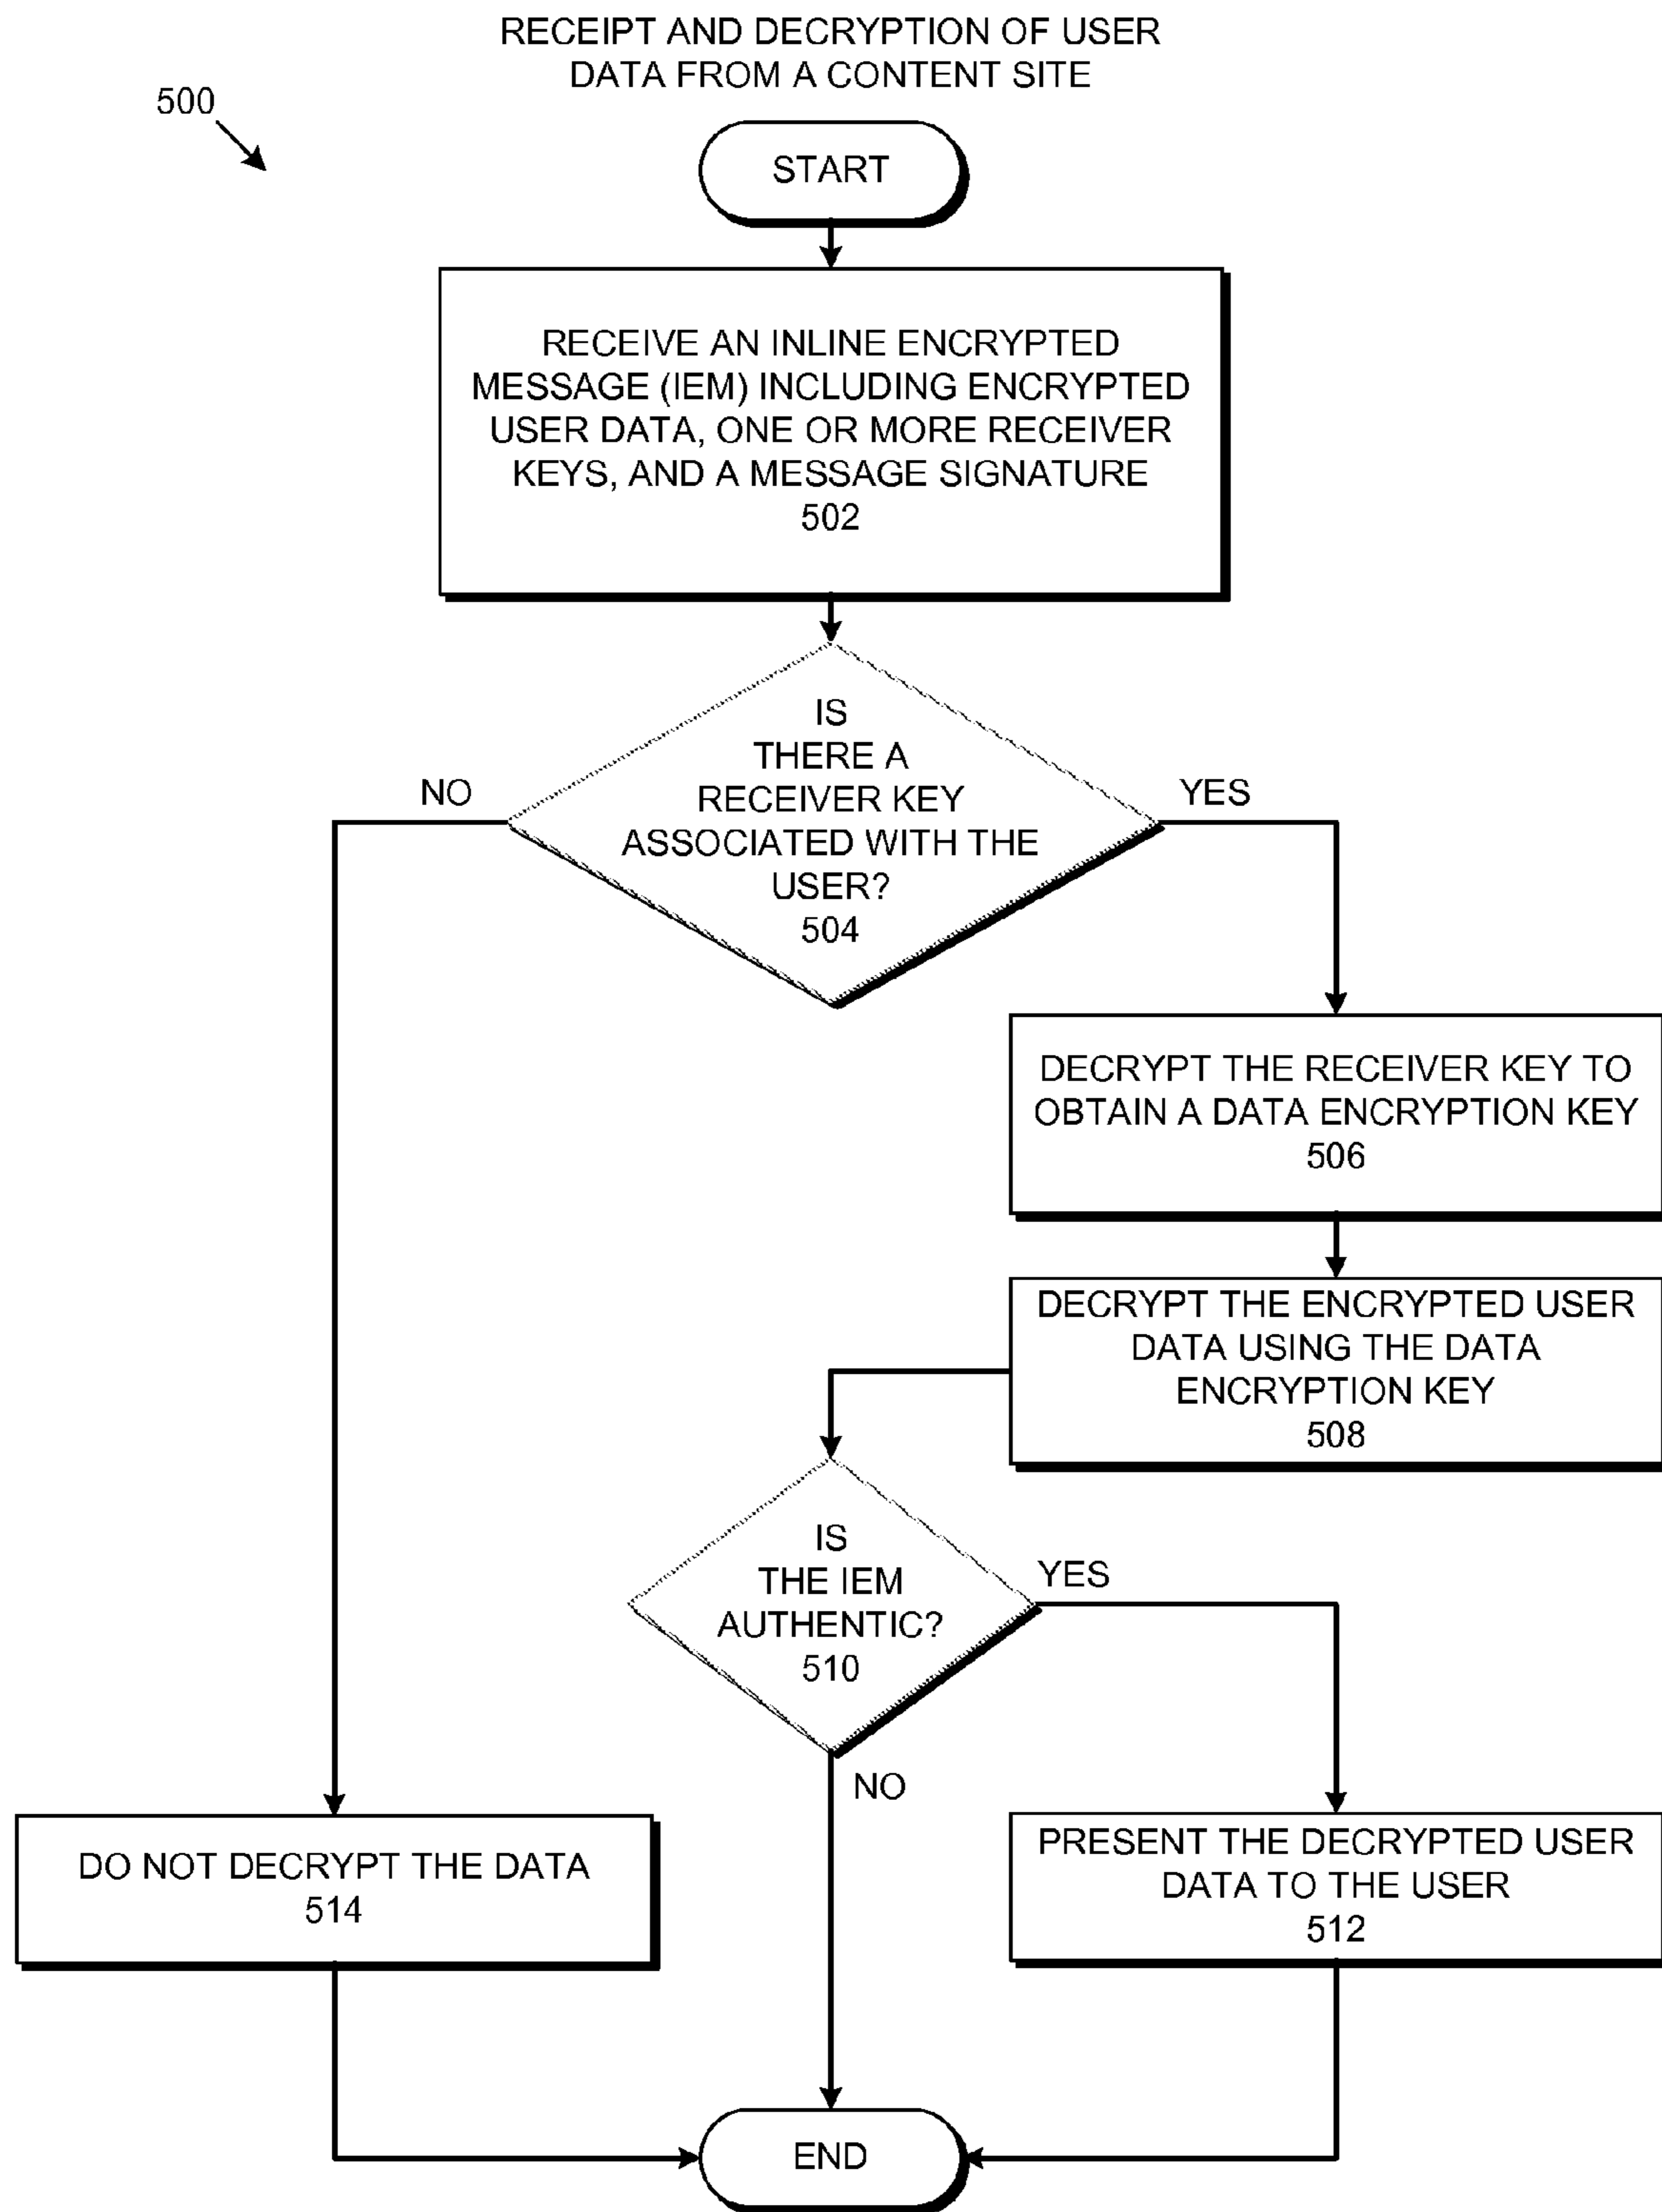 RECEIPT AND DECRYPTION OF USER
DATA FROM A CONTENT SITE
500
START
RECEIVE AN INLINE ENCRYPTED
MESSAGE (IEM) INCLUDING ENCRYPTED
USER DATA, ONE OR MORE RECEIVER
KEYS, AND A MESSAGE SIGNATURE
502
IS
THERE A
RECEIVER KEY
ASSOCIATED WITH THE
USER?
504
NO
YES
DECRYPT THE RECEIVER KEY TO
OBTAIN A DATA ENCRYPTION KEY
506
DECRYPT THE ENCRYPTED USER
DATA USING THE DATA
ENCRYPTION KEY
508
IS
THE IEM
AUTHENTIC?
510
YES
NO
DO NOT DECRYPT THE DATA
514
PRESENT THE DECRYPTED USER
DATA TO THE USER
512
END